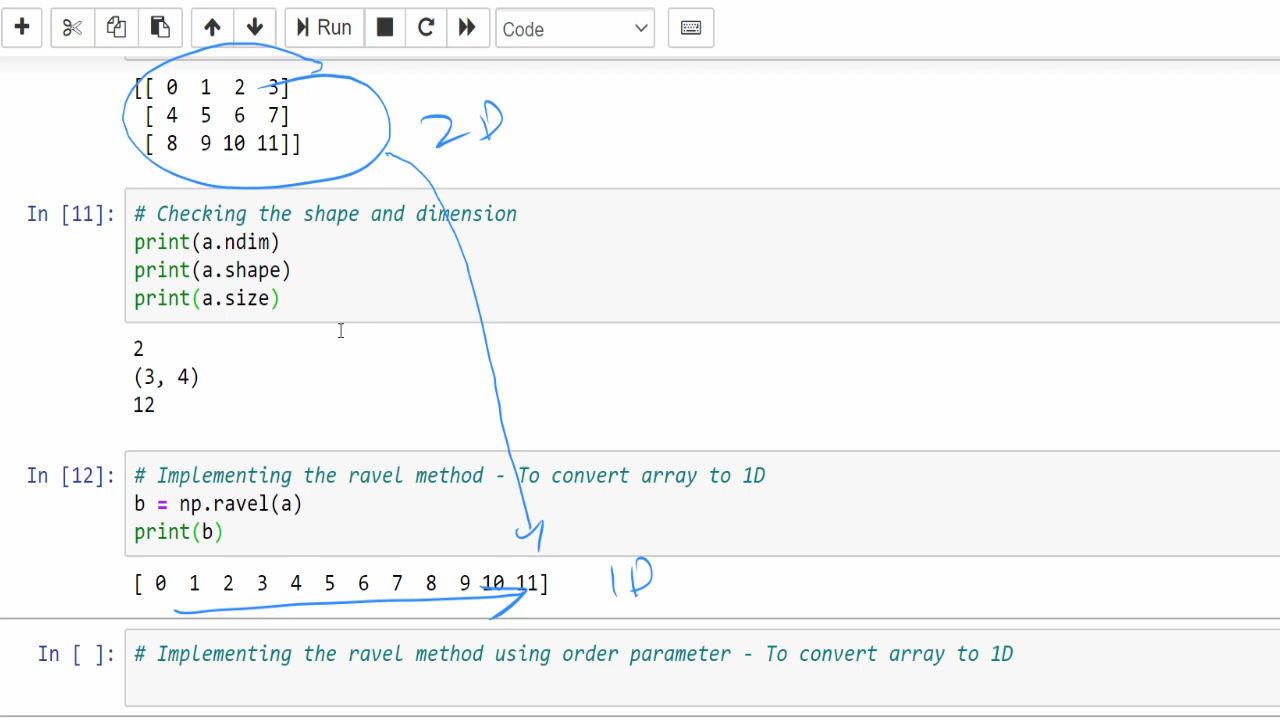 Run
Code
[[ 0 1 2 3]
[ 4 5 6 7]
[ 8 9 10 11]]
2D
In [11]:
# Checking the shape and dimension
print(a.ndim)
print(a.shape)
print(a.size)
2
(3, 4)
12
In [12]:
# Implementing the ravel method - To convert array to 1D
b = np.ravel(a)
print(b)
[ 0 1 2 3 4 5 6 7 8 9 10 11]
1D
In [ ]:
# Implementing the ravel method using order parameter - To convert array to 1D